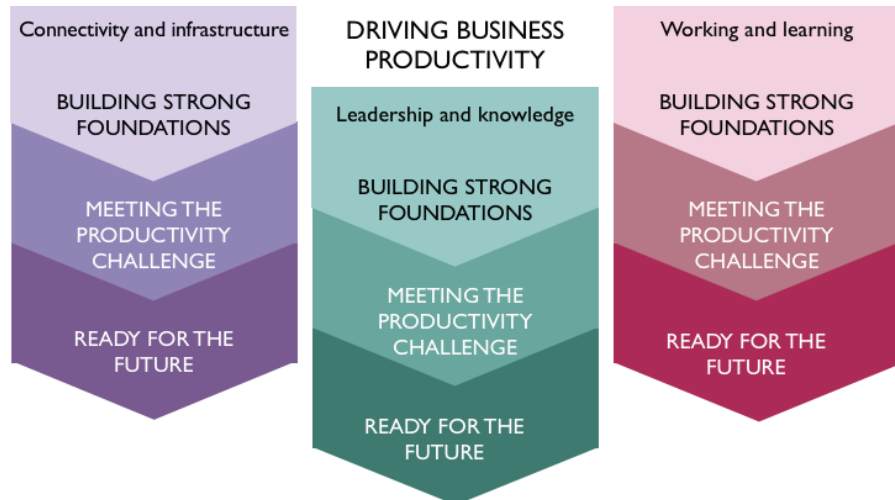 Connectivity and infrastructure
BUILDING STRONG
FOUNDATIONS
MEETING THE
PRODUCTIVITY
CHALLENGE
READY FOR THE
FUTURE
DRIVING BUSINESS
PRODUCTIVITY
Leadership and knowledge
BUILDING STRONG
FOUNDATIONS
MEETING THE
PRODUCTIVITY
CHALLENGE
READY FOR THE
FUTURE
Working and learning
BUILDING STRONG
FOUNDATIONS
MEETING THE
PRODUCTIVITY
CHALLENGE
READY FOR THE
FUTURE